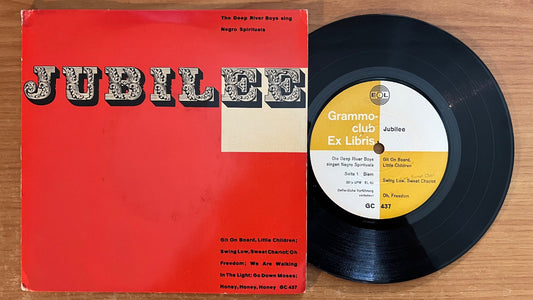 The Deep River Boys sing
Negro Spirituals
JUBILEE
Git On Board, Little Children;
Swing Low, Sweet Chariot; Oh
Freedom; We Are Walking
In The Light; Go Down Moses;
Honey, Honey, Honey GC 437
EOL
Grammo-
club
Ex Libris
Jubilee
Die Deep River Boys
singen Negro Spirituals
Seite 1
Git On Board,
Little Children
Swing Low, Sweet Chariot
Oh, Freedom
GC 437